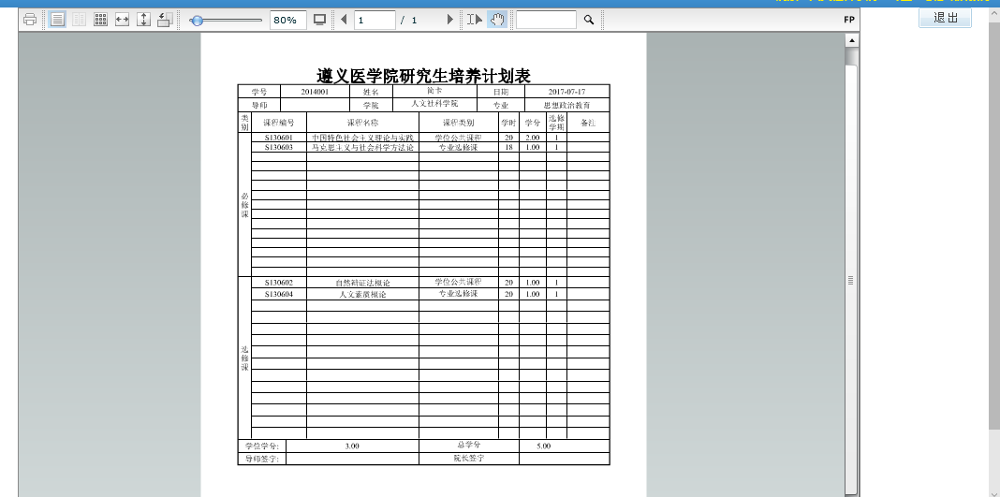 80%
1 / 1
FP
退出
遵义医学院研究生培养计划表
学号 2014001 姓名 简卡 日期 2017-07-17
导师 学院 人文社科学院 专业 思想政治教育
类别 课程编号 课程名称 课程类别 学时 学分 选修学期 备注
必修课
S130601 中国特色社会主义理论与实践 学位公共课程 20 2.00 1
S130603 马克思主义与社会科学方法论 专业选修课 18 1.00 1
选修课
S130602 自然辩证法概论 学位公共课程 20 1.00 1
S130604 人文素质概论 专业选修课 20 1.00 1
学位学分: 3.00 总学分 5.00
导师签字: 院长签字